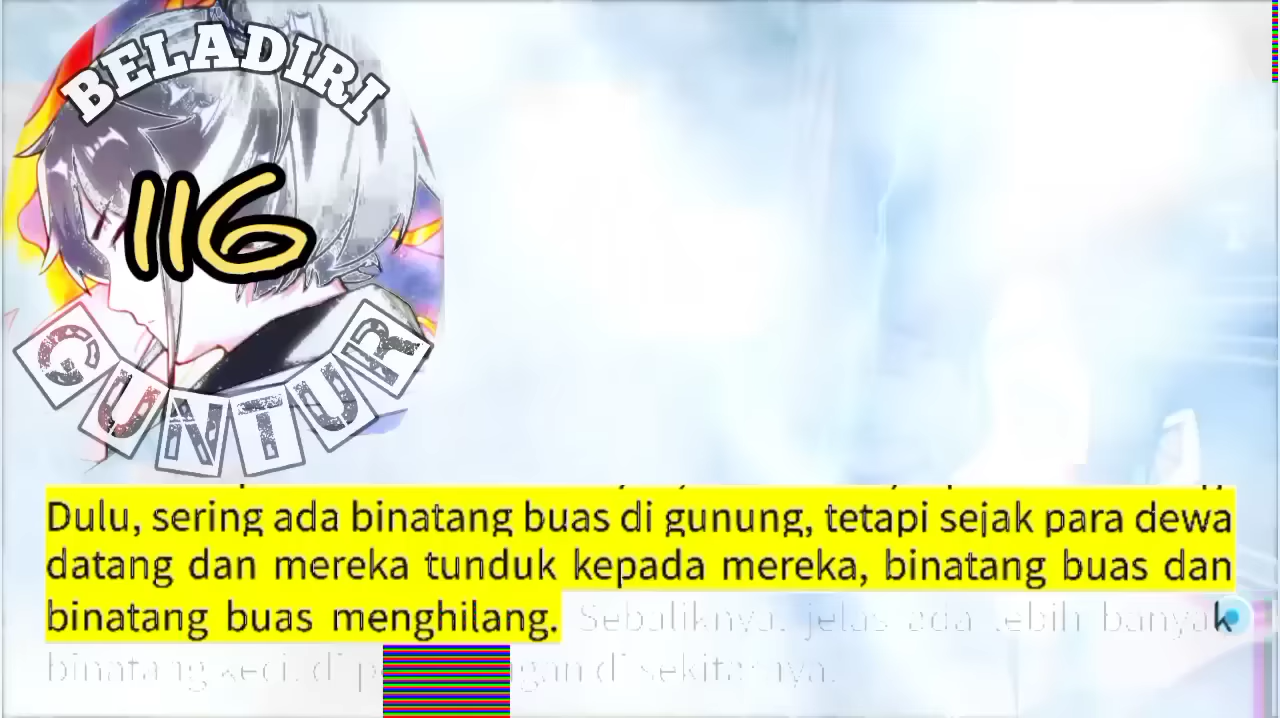 BELADIRI
116
GUNTUR
Dulu, sering ada binatang buas di gunung, tetapi sejak para dewa
datang dan mereka tunduk kepada mereka, binatang buas dan
binatang buas menghilang. Sebaliknya, jelas ada lebih banyak
binatang kecil di di sekitarnya.